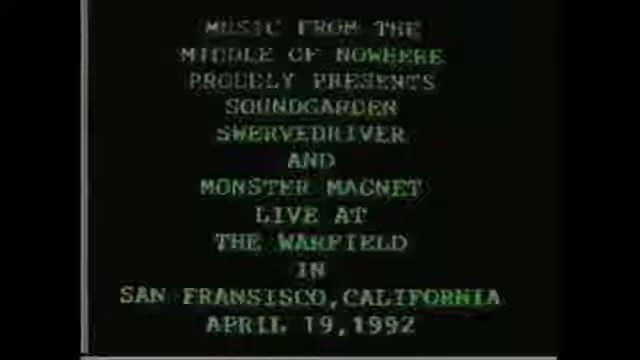 MUSIC FROM THE
MIDDLE OF NOWHERE
PROUDLY PRESENTS
SOUNDGARDEN
SWERVEDRIVER
AND
MONSTER MAGNET
LIVE AT
THE WARFIELD
IN
SAN FRANSISCO,CALIFORNIA
APRIL 19,1992